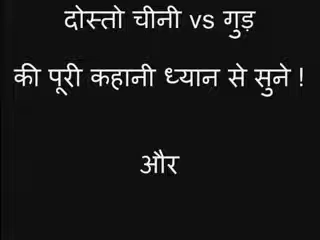 दोस्तो चीनी vs गुड़
की पूरी कहानी ध्यान से सुने !
और